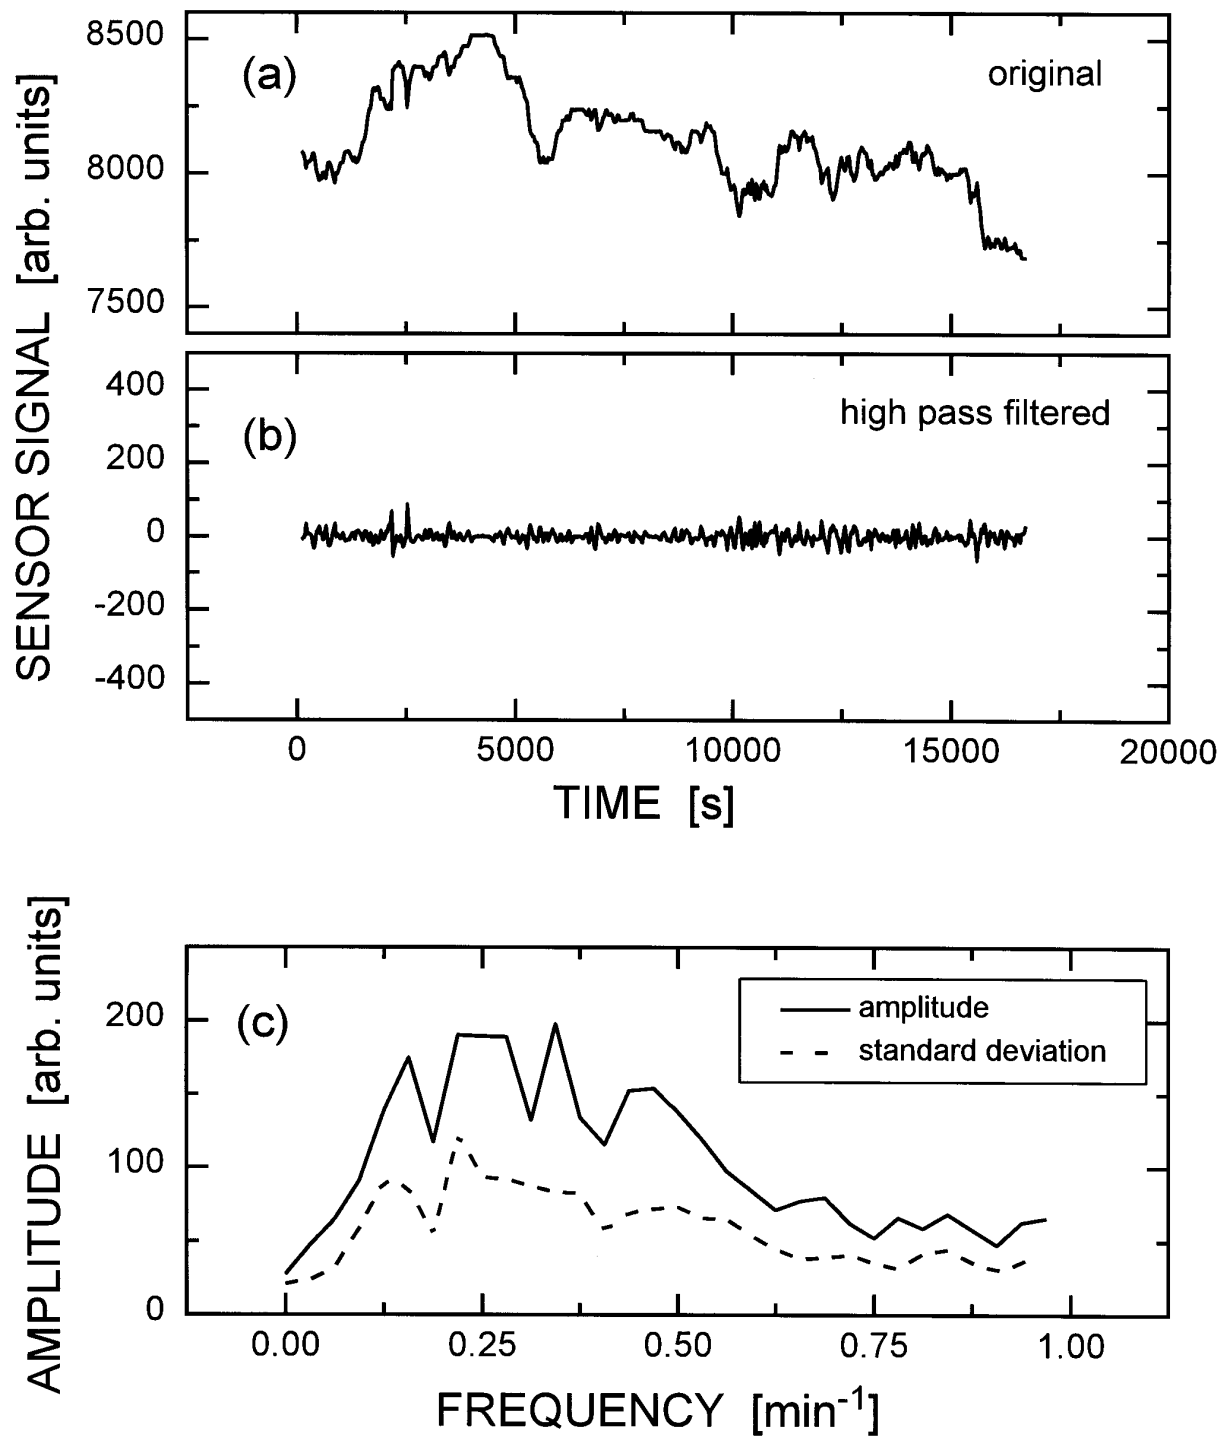 SENSOR SIGNAL [arb. units]
8500
8000
7500
(a)
original
400
200
0
-200
-400
(b)
high pass filtered
0
5000
10000
15000
20000
TIME [s]
AMPLITUDE [arb. units]
200
100
0
(c)
amplitude
standard deviation
0.00
0.25
0.50
0.75
1.00
FREQUENCY [min-1]